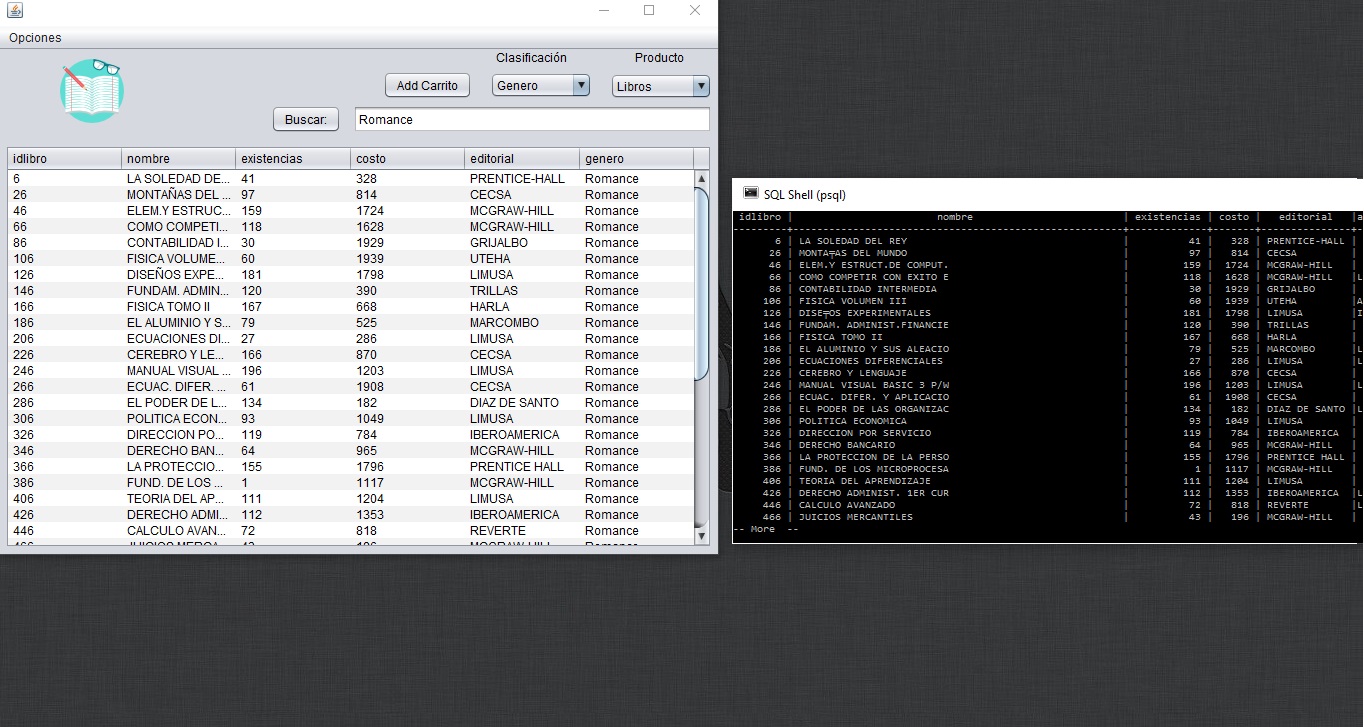 Opciones
Clasificación Producto
Add Carrito Genero Libros
Buscar: Romance
idlibro nombre existencias costo editorial genero
6 LA SOLEDAD DE... 41 328 PRENTICE-HALL Romance
26 MONTAÑAS DEL ... 97 814 CECSA Romance
46 ELEM.Y ESTRUC... 159 1724 MCGRAW-HILL Romance
66 COMO COMPETI... 118 1628 MCGRAW-HILL Romance
86 CONTABILIDAD I... 30 1929 GRIJALBO Romance
106 FISICA VOLUME... 60 1939 UTEHA Romance
126 DISEÑOS EXPE... 181 1798 LIMUSA Romance
146 FUNDAM. ADMIN... 120 390 TRILLAS Romance
166 FISICA TOMO II 167 668 HARLA Romance
186 EL ALUMINIO Y S... 79 525 MARCOMBO Romance
206 ECUACIONES DI... 27 286 LIMUSA Romance
226 CEREBRO Y LE... 166 870 CECSA Romance
246 MANUAL VISUAL ... 196 1203 LIMUSA Romance
266 ECUAC. DIFER. ... 61 1908 CECSA Romance
286 EL PODER DE L... 134 182 DIAZ DE SANTO Romance
306 POLITICA ECON... 93 1049 LIMUSA Romance
326 DIRECCION PO... 119 784 IBEROAMERICA Romance
346 DERECHO BAN... 64 965 MCGRAW-HILL Romance
366 LA PROTECCIO... 155 1796 PRENTICE HALL Romance
386 FUND. DE LOS ... 1 1117 MCGRAW-HILL Romance
406 TEORIA DEL AP... 111 1204 LIMUSA Romance
426 DERECHO ADMI... 112 1353 IBEROAMERICA Romance
446 CALCULO AVAN... 72 818 REVERTE Romance
SQL Shell (psql)
idlibro | nombre | existencias | costo | editorial |a
6 | LA SOLEDAD DEL REY | 41 | 328 | PRENTICE-HALL |
26 | MONTA╤AS DEL MUNDO | 97 | 814 | CECSA |
46 | ELEM.Y ESTRUCT.DE COMPUT. | 159 | 1724 | MCGRAW-HILL |
66 | COMO COMPETIR CON EXITO E | 118 | 1628 | MCGRAW-HILL |L
86 | CONTABILIDAD INTERMEDIA | 30 | 1929 | GRIJALBO |
106 | FISICA VOLUMEN III | 60 | 1939 | UTEHA |A
126 | DISE╤OS EXPERIMENTALES | 181 | 1798 | LIMUSA |I
146 | FUNDAM. ADMINIST.FINANCIE | 120 | 390 | TRILLAS |
166 | FISICA TOMO II | 167 | 668 | HARLA |
186 | EL ALUMINIO Y SUS ALEACIO | 79 | 525 | MARCOMBO |L
206 | ECUACIONES DIFERENCIALES | 27 | 286 | LIMUSA |L
226 | CEREBRO Y LENGUAJE | 166 | 870 | CECSA |
246 | MANUAL VISUAL BASIC 3 P/W | 196 | 1203 | LIMUSA |L
266 | ECUAC. DIFER. Y APLICACIO | 61 | 1908 | CECSA |
286 | EL PODER DE LAS ORGANIZAC | 134 | 182 | DIAZ DE SANTO |L
306 | POLITICA ECONOMICA | 93 | 1049 | LIMUSA |
326 | DIRECCION POR SERVICIO | 119 | 784 | IBEROAMERICA |
346 | DERECHO BANCARIO | 64 | 965 | MCGRAW-HILL |
366 | LA PROTECCION DE LA PERSO | 155 | 1796 | PRENTICE HALL |
386 | FUND. DE LOS MICROPROCESA | 1 | 1117 | MCGRAW-HILL |
406 | TEORIA DEL APRENDIZAJE | 111 | 1204 | LIMUSA |
426 | DERECHO ADMINIST. 1ER CUR | 112 | 1353 | IBEROAMERICA |L
446 | CALCULO AVANZADO | 72 | 818 | REVERTE |L
466 | JUICIOS MERCANTILES | 43 | 196 | MCGRAW-HILL |
-- More --